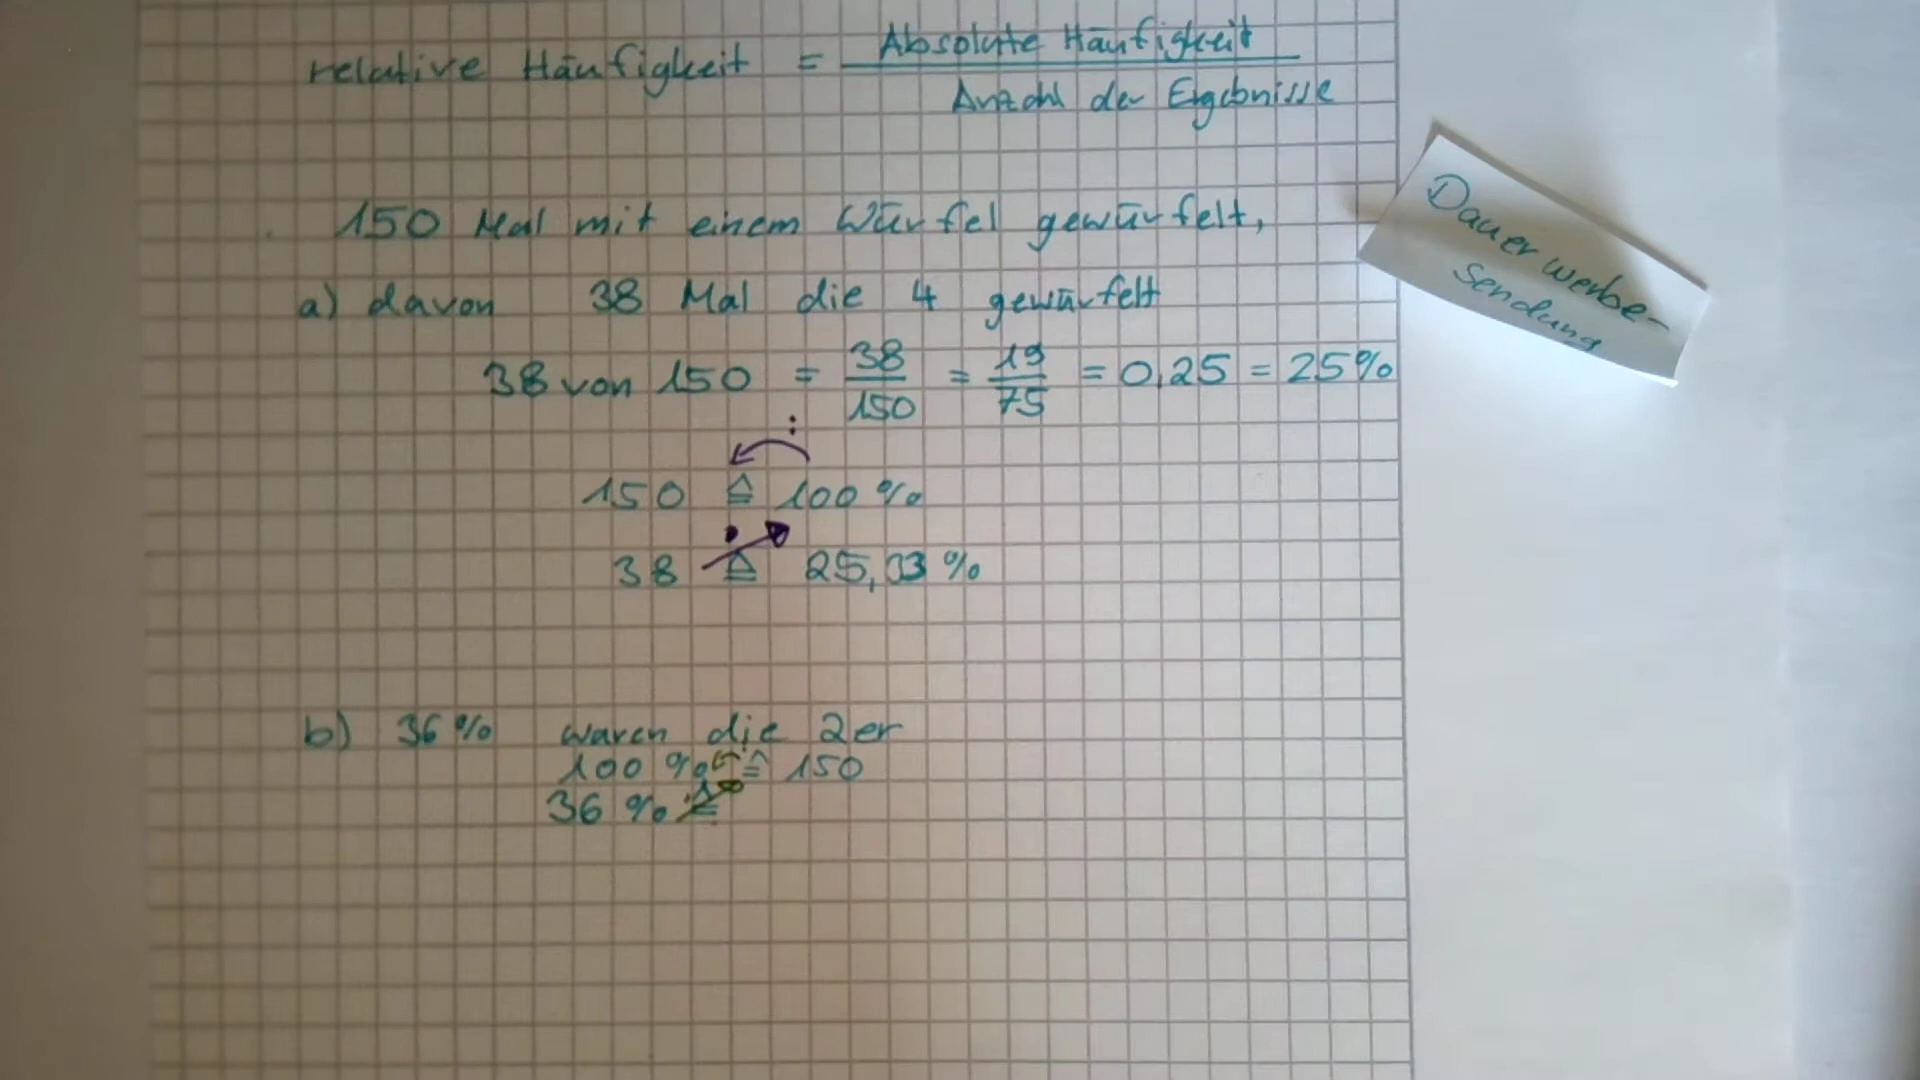 relative Häufigkeit = Absolute Häufigkeit / Anzahl der Ergebnisse
150 Mal mit einem Würfel gewürfelt,
a) davon 38 Mal die 4 gewürfelt
38 von 150 = 38/150 = 19/75 = 0,25 = 25%
:
150 ≙ 100 %
·
38 ≙ 25,33 %
b) 36 % waren die 2er
100 % ≙ 150
36 % ≙
Dauerwerbe-
sendung